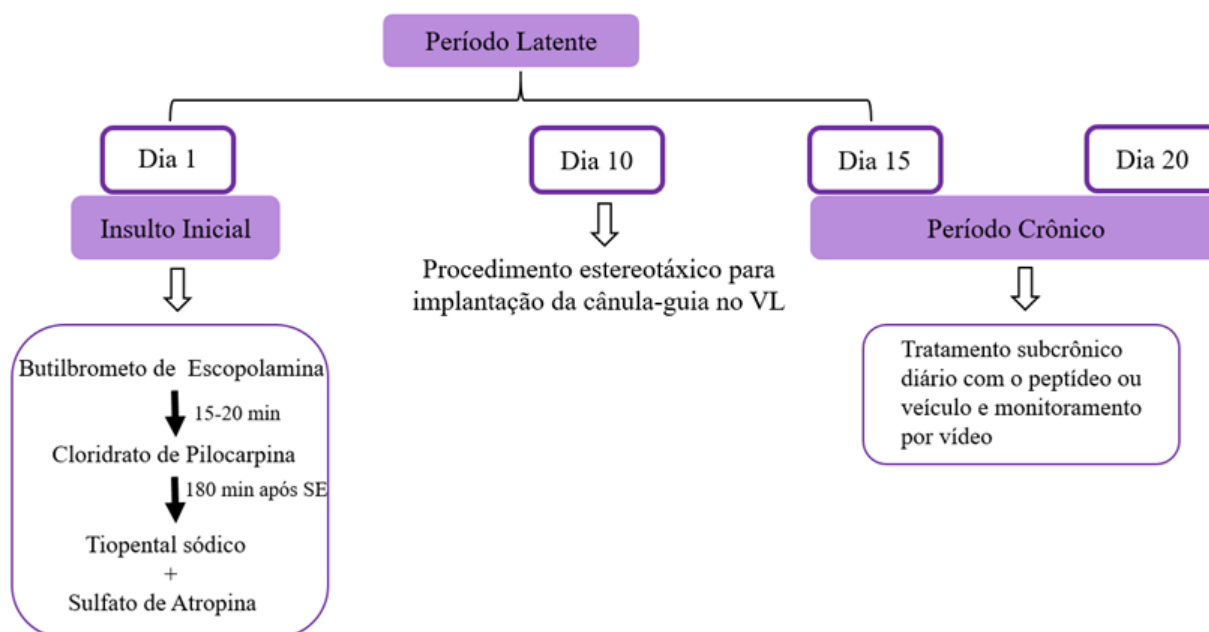 Período Latente
Dia 1
Dia 10
Dia 15
Dia 20
Insulto Inicial
Período Crônico
Procedimento estereotáxico para
implantação da cânula-guia no VL
Butilbrometo de Escopolamina
15-20 min
Cloridrato de Pilocarpina
180 min após SE
Tiopental sódico
+
Sulfato de Atropina
Tratamento subcrônico
diário com o peptídeo ou
veículo e monitoramento
por vídeo